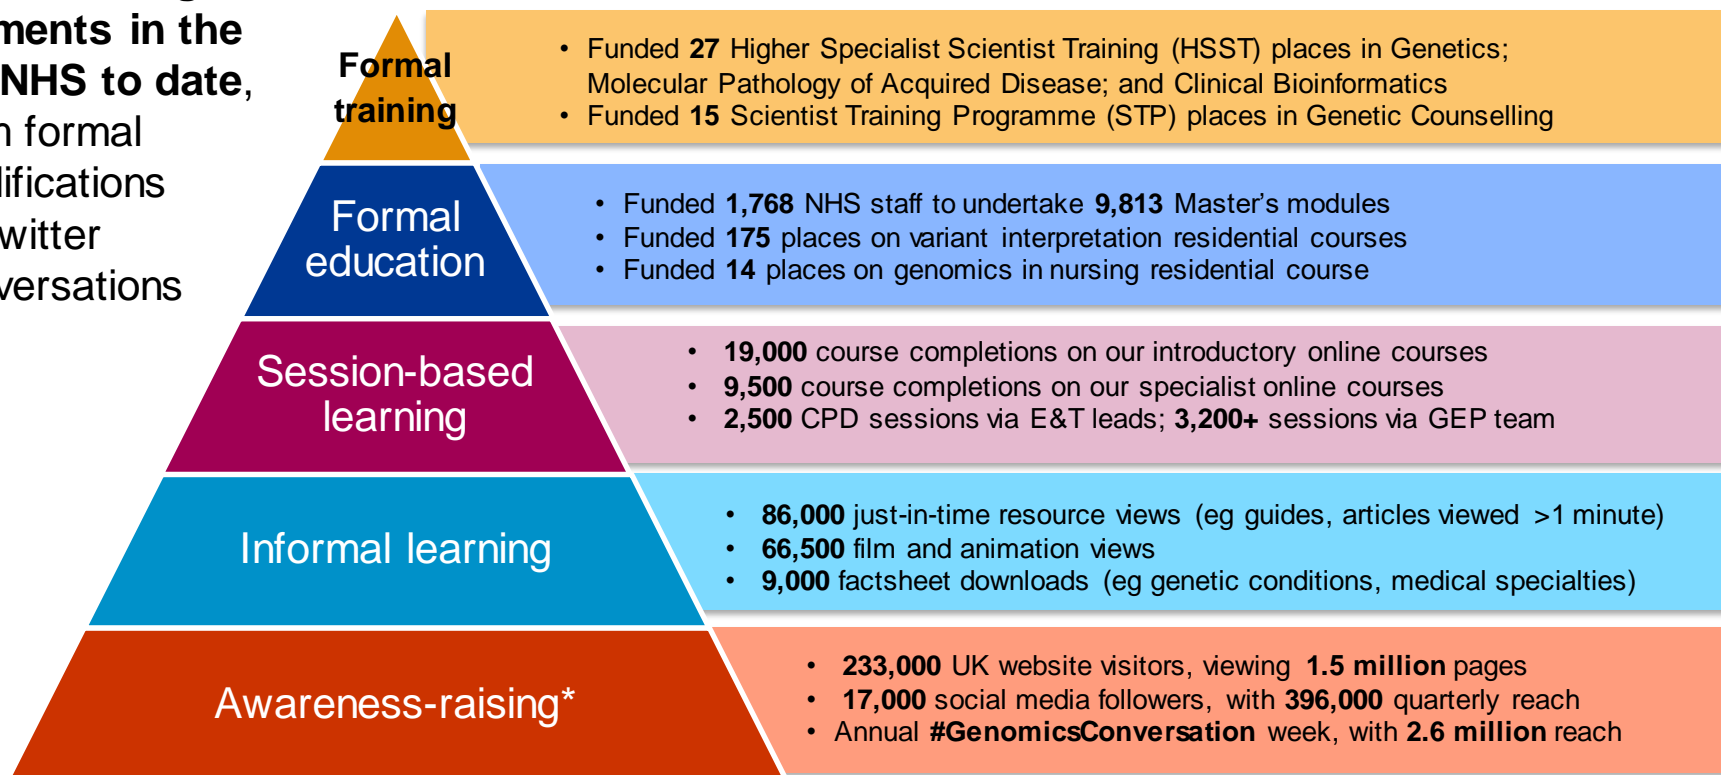 ments in the
NHS to date,
formal
witter
Formal
training
• Funded 27 Higher Specialist Scientist Training (HSST) places in Genetics;
Molecular Pathology of Acquired Disease; and Clinical Bioinformatics
• Funded 15 Scientist Training Programme (STP) places in Genetic Counselling
Formal
education
• Funded 1,768 NHS staff to undertake 9,813 Master's modules
• Funded 175 places on variant interpretation residential courses
• Funded 14 places on genomics in nursing residential course
Session-based
learning
• 19,000 course completions on our introductory online courses
• 9,500 course completions on our specialist online courses
• 2,500 CPD sessions via E&T leads; 3,200+ sessions via GEP team
Informal learning
• 86,000 just-in-time resource views (eg guides, articles viewed >1 minute)
• 66,500 film and animation views
• 9,000 factsheet downloads (eg genetic conditions, medical specialties)
Awareness-raising*
• 233,000 UK website visitors, viewing 1.5 million pages
• 17,000 social media followers, with 396,000 quarterly reach
• Annual #GenomicsConversation week, with 2.6 million reach